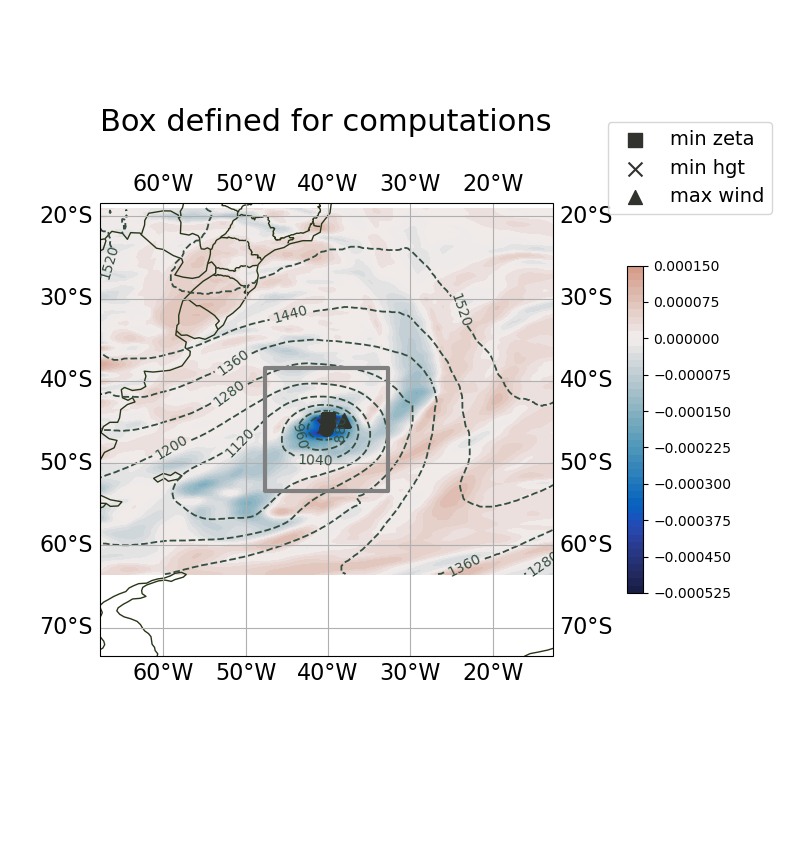 Box defined for computations
min zeta
min hgt
max wind
60°W 50°W 40°W 30°W 20°W
20°S 20°S
30°S 30°S
40°S 40°S
50°S 50°S
60°S 60°S
70°S 70°S
60°W 50°W 40°W 30°W 20°W
1520
1440
1520
1360
1280
1200
1120
960
1040
1360
1280
0.000150
0.000075
0.000000
−0.000075
−0.000150
−0.000225
−0.000300
−0.000375
−0.000450
−0.000525